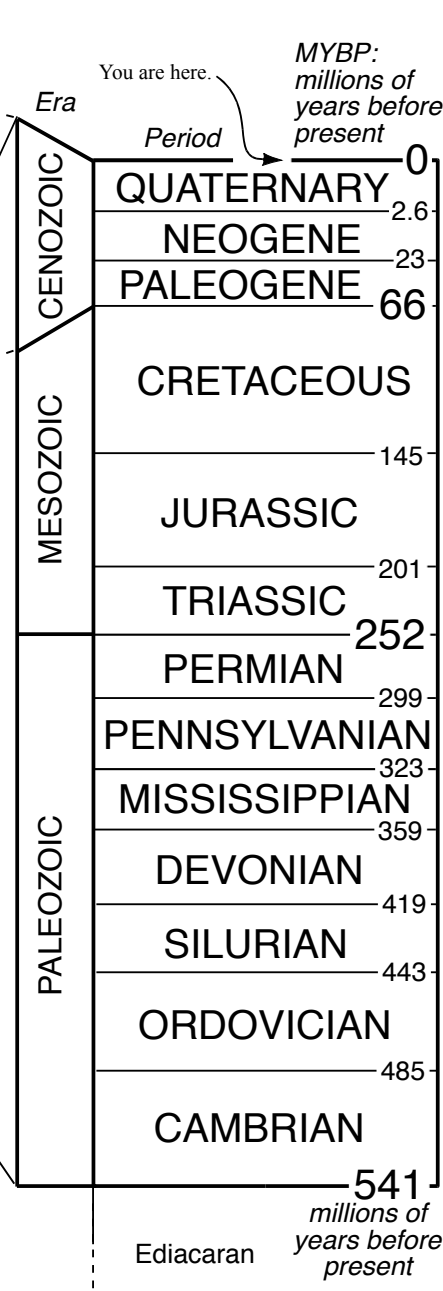 MYBP:
You are here.
millions of
years before
present
Era
Period
0
CENOZOIC
QUATERNARY
2.6
NEOGENE
23
PALEOGENE
66
MESOZOIC
CRETACEOUS
145
JURASSIC
201
TRIASSIC
252
PALEOZOIC
PERMIAN
299
PENNSYLVANIAN
323
MISSISSIPPIAN
359
DEVONIAN
419
SILURIAN
443
ORDOVICIAN
485
CAMBRIAN
541
millions of
years before
present
Ediacaran